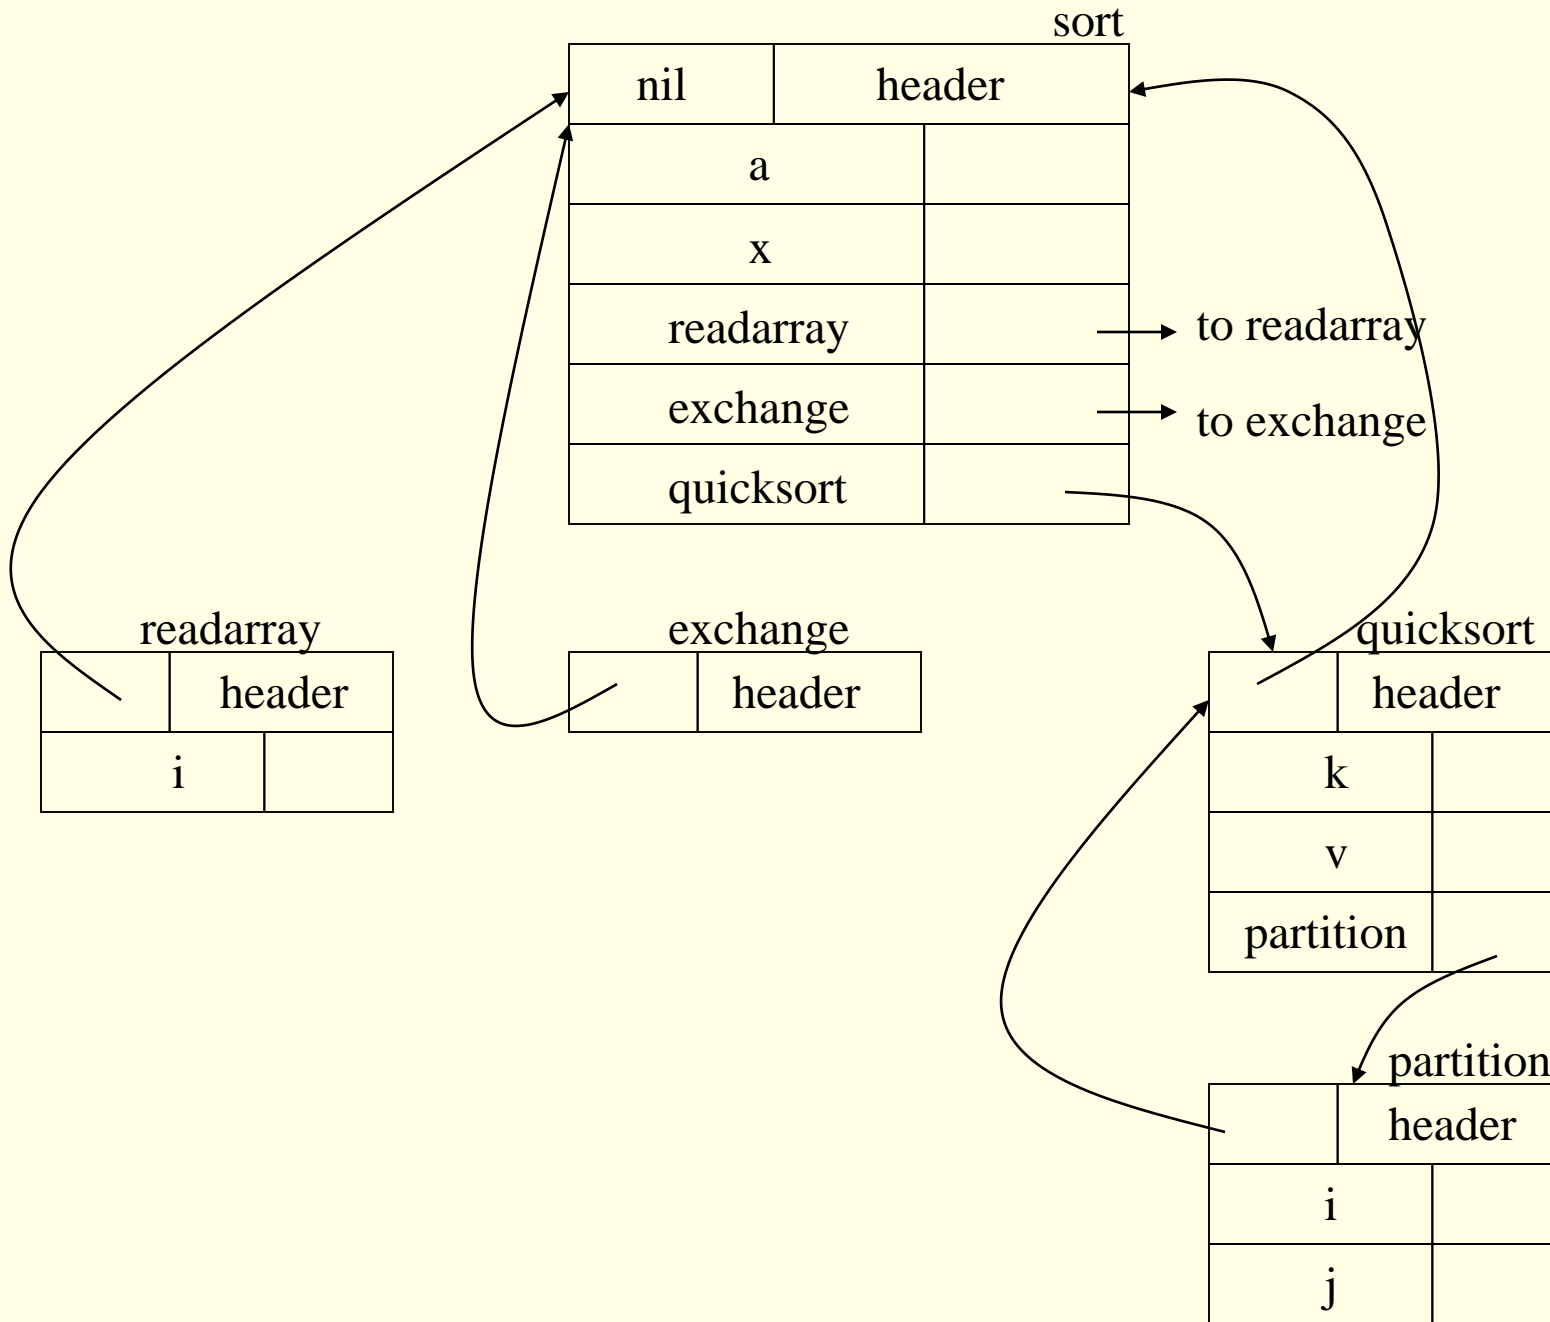 sort
nil header
a
x
readarray to readarray
exchange to exchange
quicksort
readarray exchange quicksort
header header header
i k
v
partition
partition
header
i
j